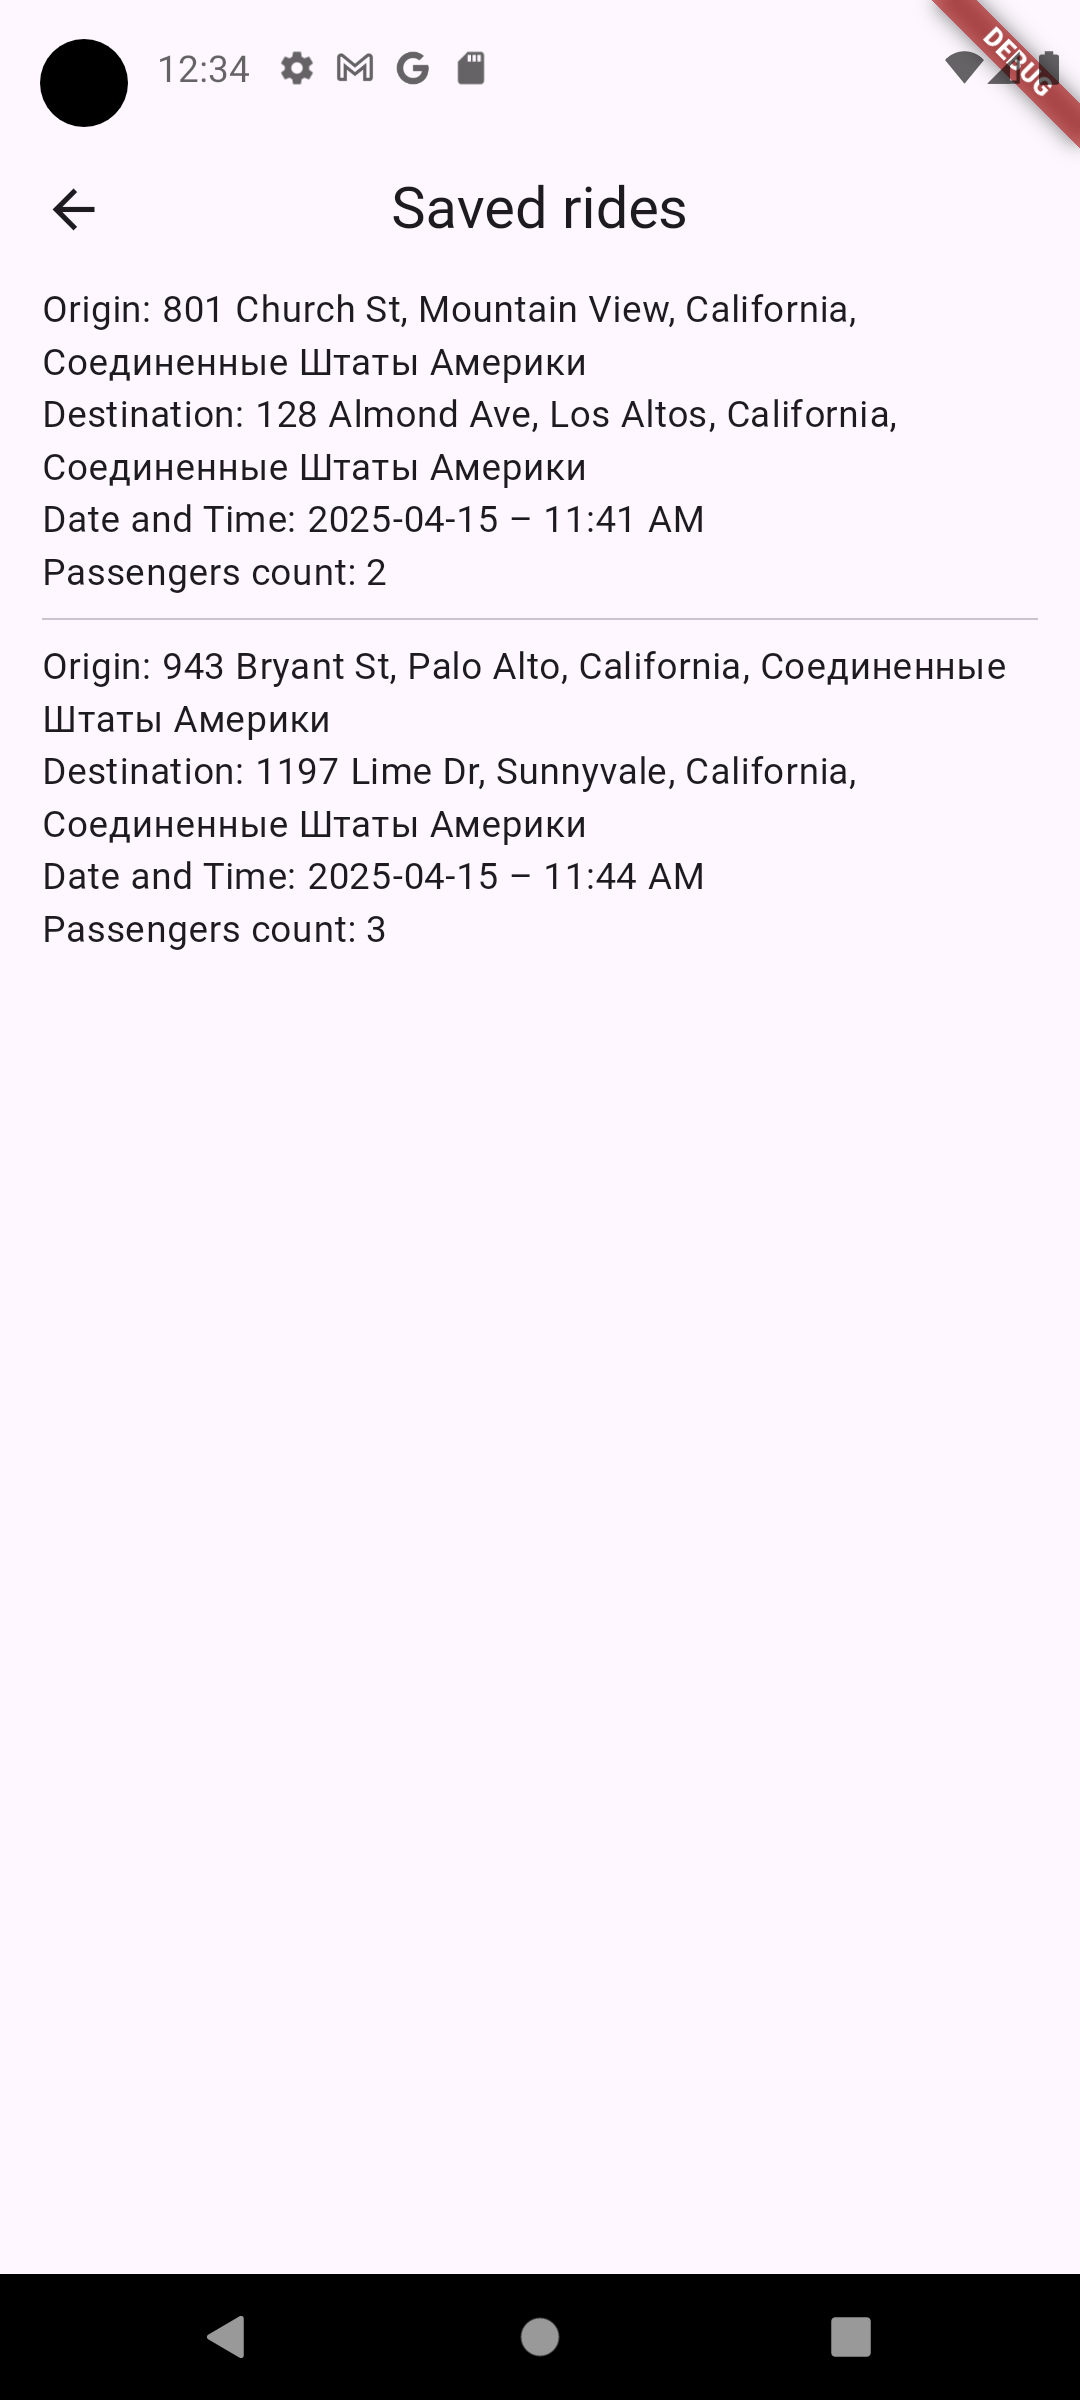 12:34
DEBUG
Saved rides
Origin: 801 Church St, Mountain View, California,
Соединенные Штаты Америки
Destination: 128 Almond Ave, Los Altos, California,
Соединенные Штаты Америки
Date and Time: 2025-04-15 – 11:41 AM
Passengers count: 2
Origin: 943 Bryant St, Palo Alto, California, Соединенные
Штаты Америки
Destination: 1197 Lime Dr, Sunnyvale, California,
Соединенные Штаты Америки
Date and Time: 2025-04-15 – 11:44 AM
Passengers count: 3